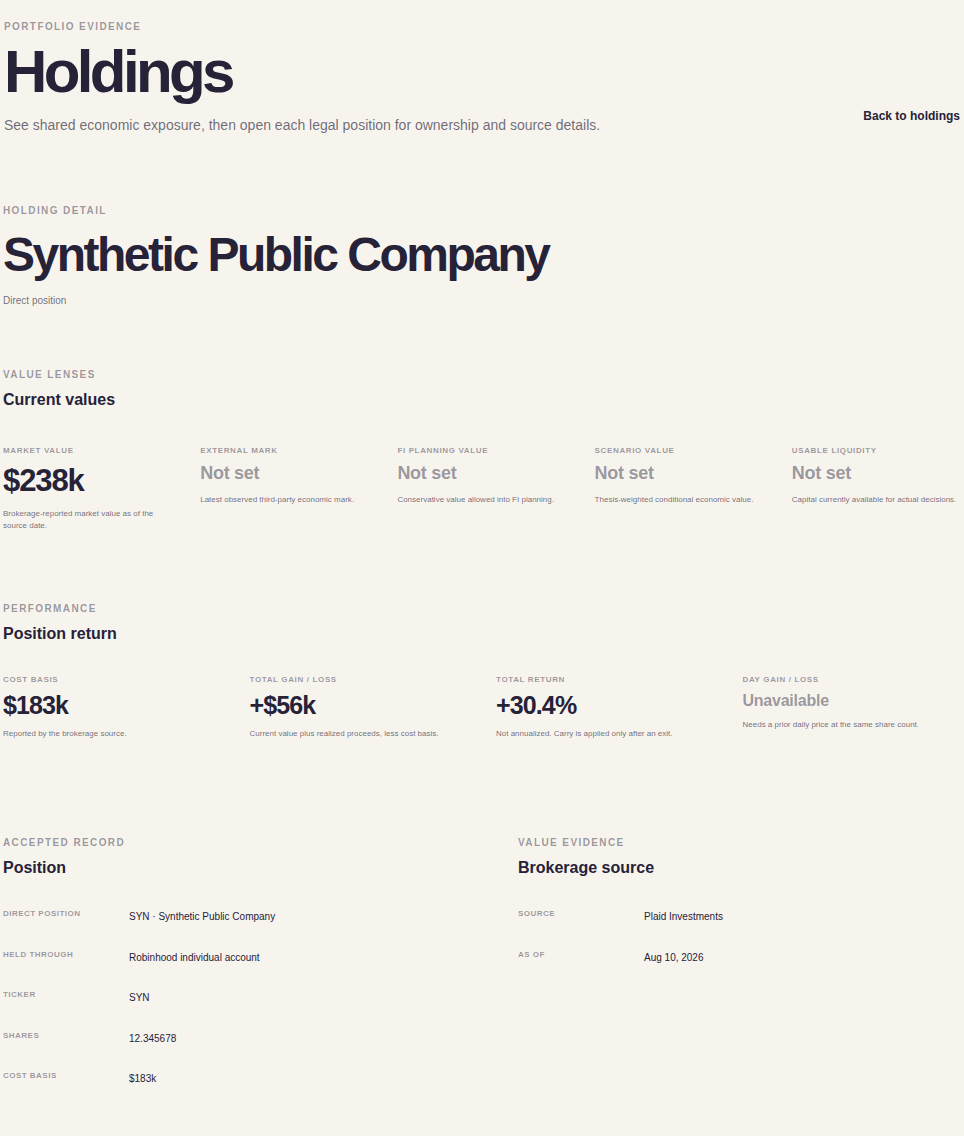 PORTFOLIO EVIDENCE
Holdings
See shared economic exposure, then open each legal position for ownership and source details.
Back to holdings
HOLDING DETAIL
Synthetic Public Company
Direct position
VALUE LENSES
Current values
MARKET VALUE
$238k
Brokerage-reported market value as of the
source date.
EXTERNAL MARK
Not set
Latest observed third-party economic mark.
FI PLANNING VALUE
Not set
Conservative value allowed into FI planning.
SCENARIO VALUE
Not set
Thesis-weighted conditional economic value.
USABLE LIQUIDITY
Not set
Capital currently available for actual decisions.
PERFORMANCE
Position return
COST BASIS
$183k
Reported by the brokerage source.
TOTAL GAIN / LOSS
+$56k
Current value plus realized proceeds, less cost basis.
TOTAL RETURN
+30.4%
Not annualized. Carry is applied only after an exit.
DAY GAIN / LOSS
Unavailable
Needs a prior daily price at the same share count.
ACCEPTED RECORD
Position
DIRECT POSITION
SYN · Synthetic Public Company
HELD THROUGH
Robinhood individual account
TICKER
SYN
SHARES
12.345678
COST BASIS
$183k
VALUE EVIDENCE
Brokerage source
SOURCE
Plaid Investments
AS OF
Aug 10, 2026